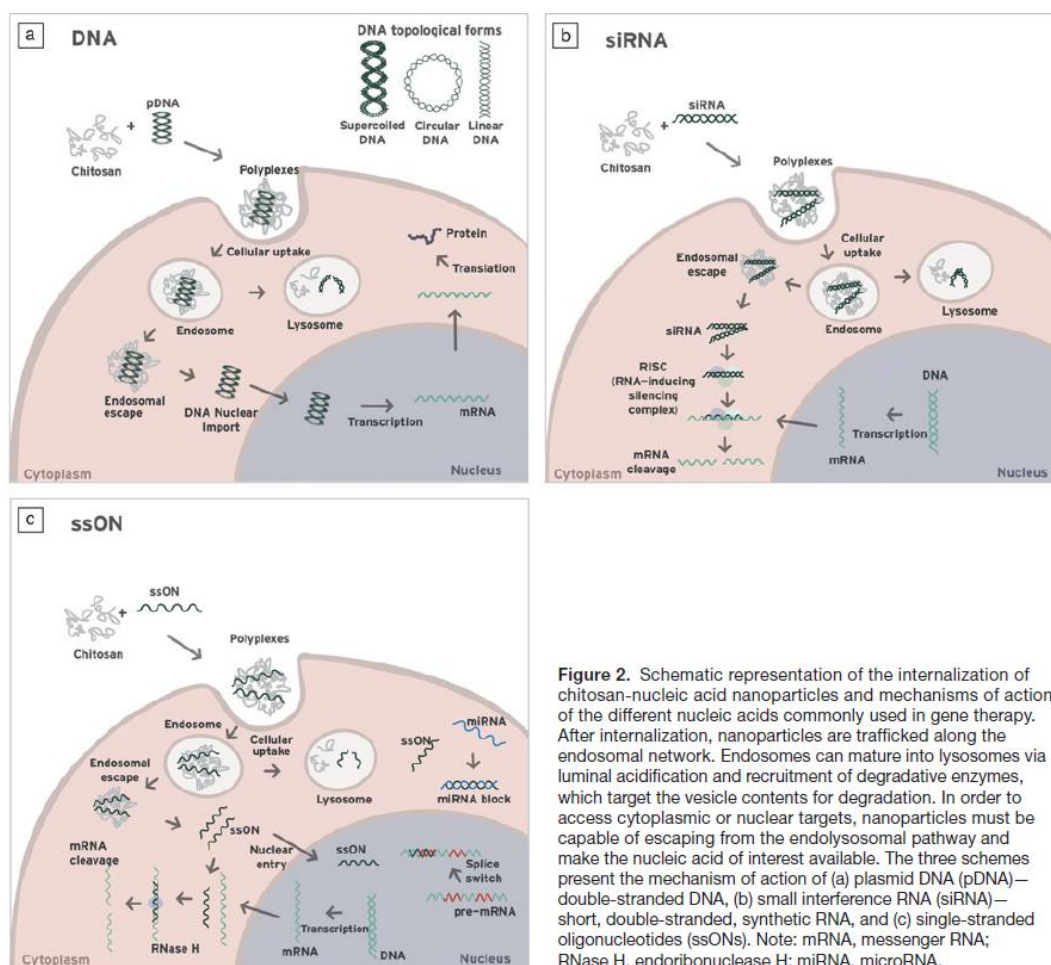 a DNA
DNA topological forms
pDNA
+
Chitosan
Supercoiled DNA
Circular DNA
Linear DNA
Polyplexes
Cellular uptake
Protein
Translation
Endosome
Lysosome
Endosomal
escape
DNA Nuclear
Import
Transcription
mRNA
Cytoplasm
Nucleus
b siRNA
siRNA
+
Chitosan
Polyplexes
Cellular
uptake
Endosomal
escape
Lysosome
Endosome
siRNA
RISC
(RNA-inducing
silencing
complex)
DNA
Transcription
mRNA
mRNA
cleavage
Cytoplasm
Nucleus
c ssON
ssON
+
Chitosan
Polyplexes
Endosome
Cellular
uptake
miRNA
ssON
Endosomal
escape
Lysosome
miRNA block
ssON
mRNA
cleavage
Nuclear
entry
ssON
Splice
switch
pre-mRNA
Transcription
RNase H
mRNA
DNA
Cytoplasm
Nucleus
Figure 2. Schematic representation of the internalization of
chitosan-nucleic acid nanoparticles and mechanisms of action
of the different nucleic acids commonly used in gene therapy.
After internalization, nanoparticles are trafficked along the
endosomal network. Endosomes can mature into lysosomes via
luminal acidification and recruitment of degradative enzymes,
which target the vesicle contents for degradation. In order to
access cytoplasmic or nuclear targets, nanoparticles must be
capable of escaping from the endolysosomal pathway and
make the nucleic acid of interest available. The three schemes
present the mechanism of action of (a) plasmid DNA (pDNA)—
double-stranded DNA, (b) small interference RNA (siRNA)—
short, double-stranded, synthetic RNA, and (c) single-stranded
oligonucleotides (ssONs). Note: mRNA, messenger RNA;
RNase H, endoribonuclease H; miRNA, microRNA.